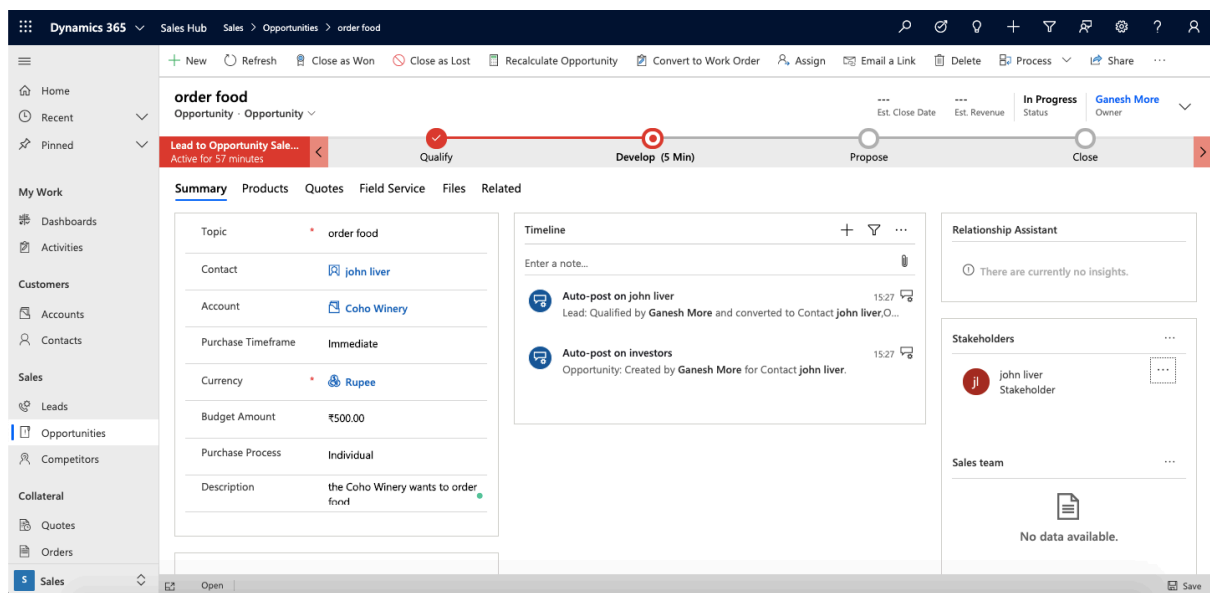 Dynamics 365 Sales Hub Sales > Opportunities > order food
New Refresh Close as Won Close as Lost Recalculate Opportunity Convert to Work Order Assign Email a Link Delete Process Share ...
Home
Recent
Pinned
My Work
Dashboards
Activities
Customers
Accounts
Contacts
Sales
Leads
Opportunities
Competitors
Collateral
Quotes
Orders
S Sales
order food
Opportunity · Opportunity
---
Est. Close Date
---
Est. Revenue
In Progress
Status
Ganesh More
Owner
Lead to Opportunity Sale...
Active for 57 minutes
Qualify
Develop (5 Min)
Propose
Close
Summary Products Quotes Field Service Files Related
Topic * order food
Contact john liver
Account Coho Winery
Purchase Timeframe Immediate
Currency * Rupee
Budget Amount ₹500.00
Purchase Process Individual
Description the Coho Winery wants to order
food
Timeline
Enter a note...
Auto-post on john liver 15:27
Lead: Qualified by Ganesh More and converted to Contact john liver,O...
Auto-post on investors 15:27
Opportunity: Created by Ganesh More for Contact john liver.
Relationship Assistant
There are currently no insights.
Stakeholders ...
jl john liver ...
Stakeholder
Sales team ...
No data available.
Open
Save